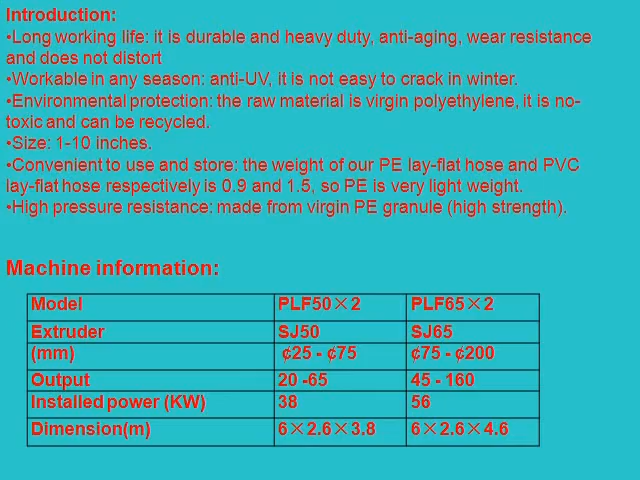 Introduction:
•Long working life: it is durable and heavy duty, anti-aging, wear resistance
and does not distort
•Workable in any season: anti-UV, it is not easy to crack in winter.
•Environmental protection: the raw material is virgin polyethylene, it is no-
toxic and can be recycled.
•Size: 1-10 inches.
•Convenient to use and store: the weight of our PE lay-flat hose and PVC
lay-flat hose respectively is 0.9 and 1.5, so PE is very light weight.
•High pressure resistance: made from virgin PE granule (high strength).
Machine information:
Model PLF50×2 PLF65×2
Extruder SJ50 SJ65
(mm) ¢25 - ¢75 ¢75 - ¢200
Output 20 -65 45 - 160
Installed power (KW) 38 56
Dimension(m) 6×2.6×3.8 6×2.6×4.6